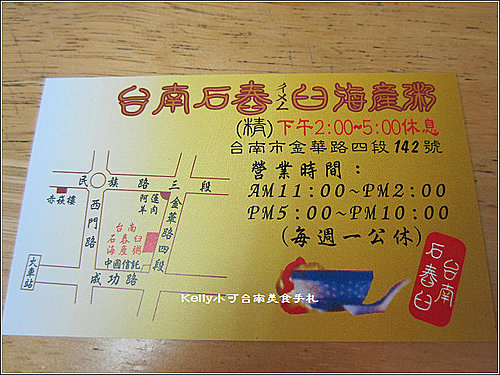 台南石舂臼海產粥
(精)下午2:00~5:00休息
台南市金華路四段142號
營業時間：
AM11:00~PM2:00
PM5:00~PM10:00
(每週一公休)
民族路三段
赤崁樓
西門路
阿蓮
羊肉
金華路四段
台南
石舂臼
海產粥
中國信託
火車站
成功路
台南
石舂臼
Kelly小可台南美食手札